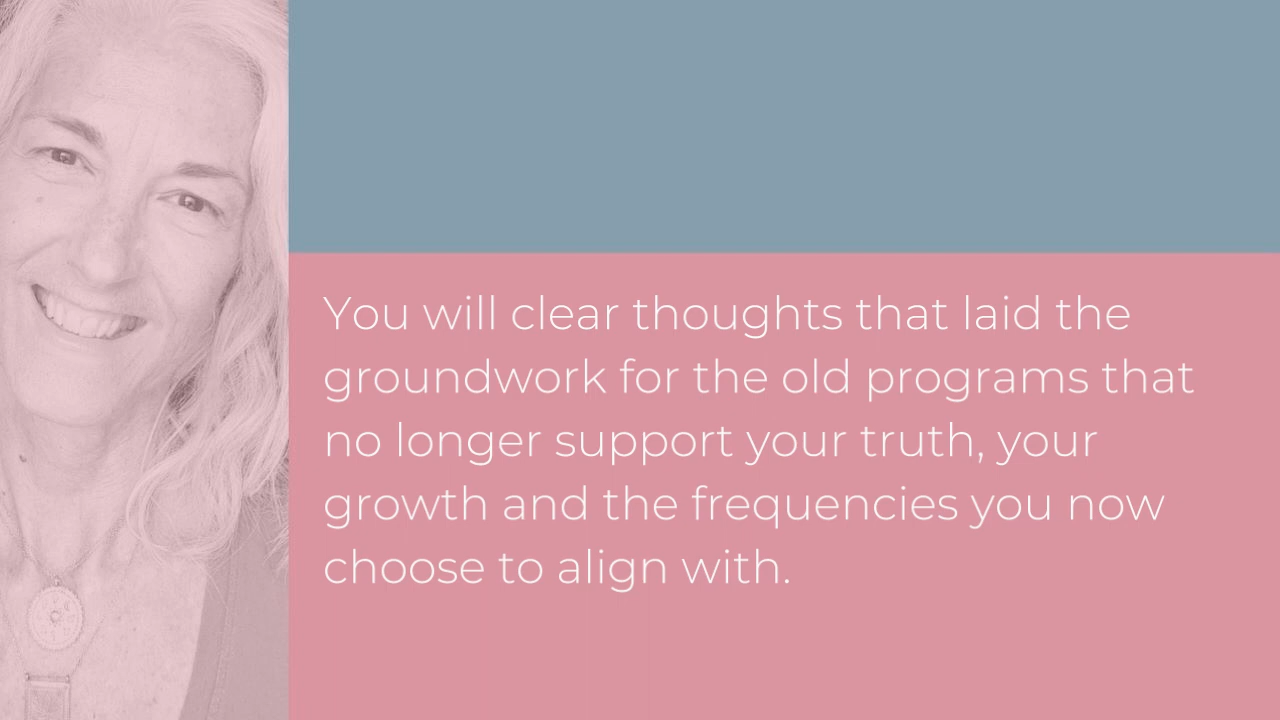 You will clear thoughts that laid the
groundwork for the old programs that
no longer support your truth, your
growth and the frequencies you now
choose to align with.